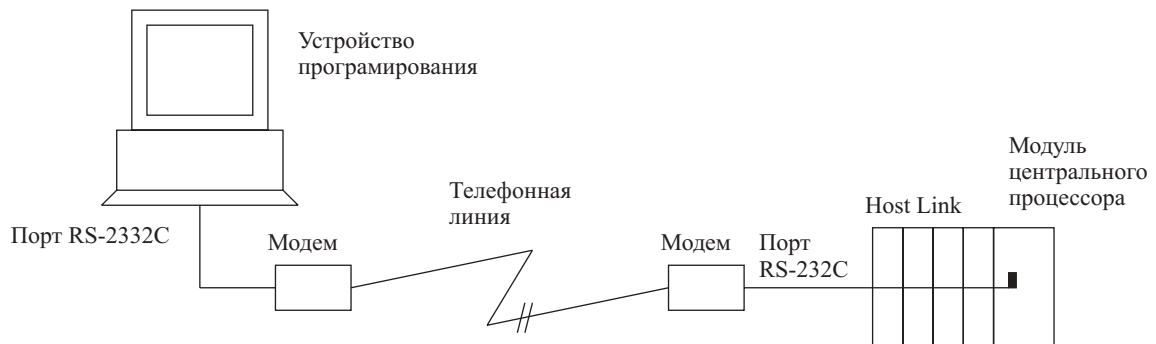 Устройство
програмирования
Порт RS-2332C
Модем
Телефонная
линия
Модем
Порт
RS-232C
Host Link
Модуль
центрального
процессора